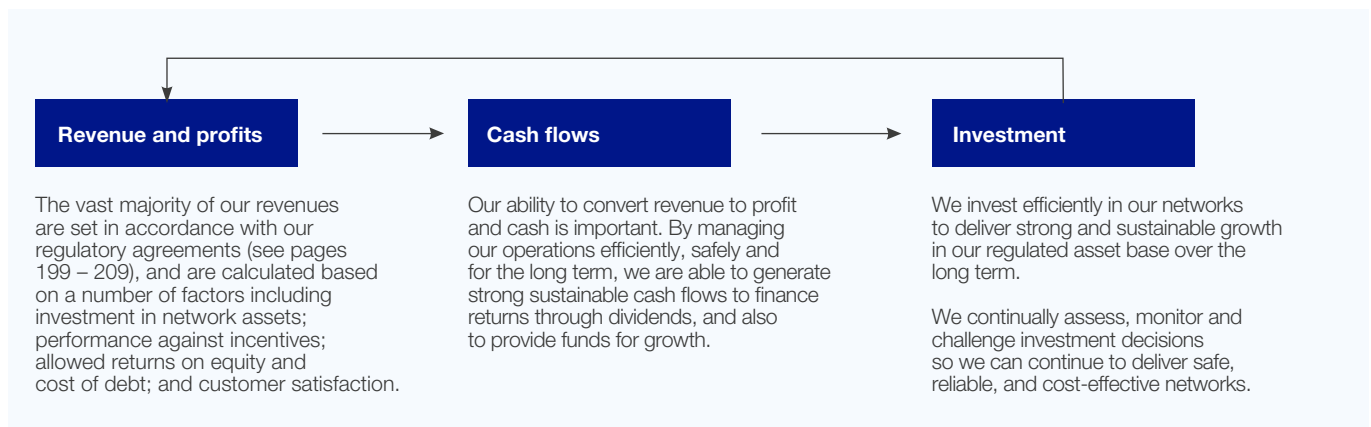 Revenue and profits
The vast majority of our revenues
are set in accordance with our
regulatory agreements (see pages
199 – 209), and are calculated based
on a number of factors including
investment in network assets;
performance against incentives;
allowed returns on equity and
cost of debt; and customer satisfaction.
Cash flows
Our ability to convert revenue to profit
and cash is important. By managing
our operations efficiently, safely and
for the long term, we are able to generate
strong sustainable cash flows to finance
returns through dividends, and also
to provide funds for growth.
Investment
We invest efficiently in our networks
to deliver strong and sustainable growth
in our regulated asset base over the
long term.
We continually assess, monitor and
challenge investment decisions
so we can continue to deliver safe,
reliable, and cost-effective networks.